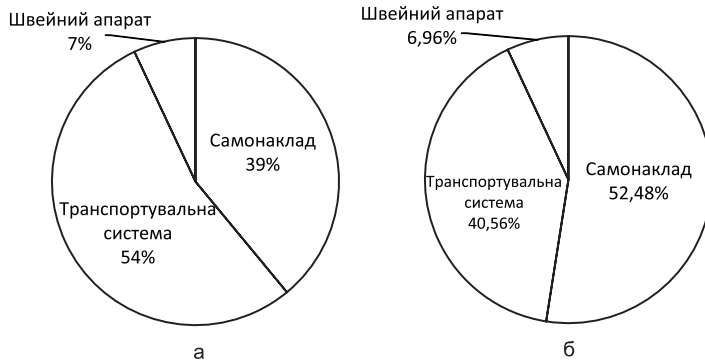 Швейний апарат
7%
Самонаклад
39%
Транспортувальна
система
54%
а
Швейний апарат
6,96%
Самонаклад
52,48%
Транспортувальна
система
40,56%
б